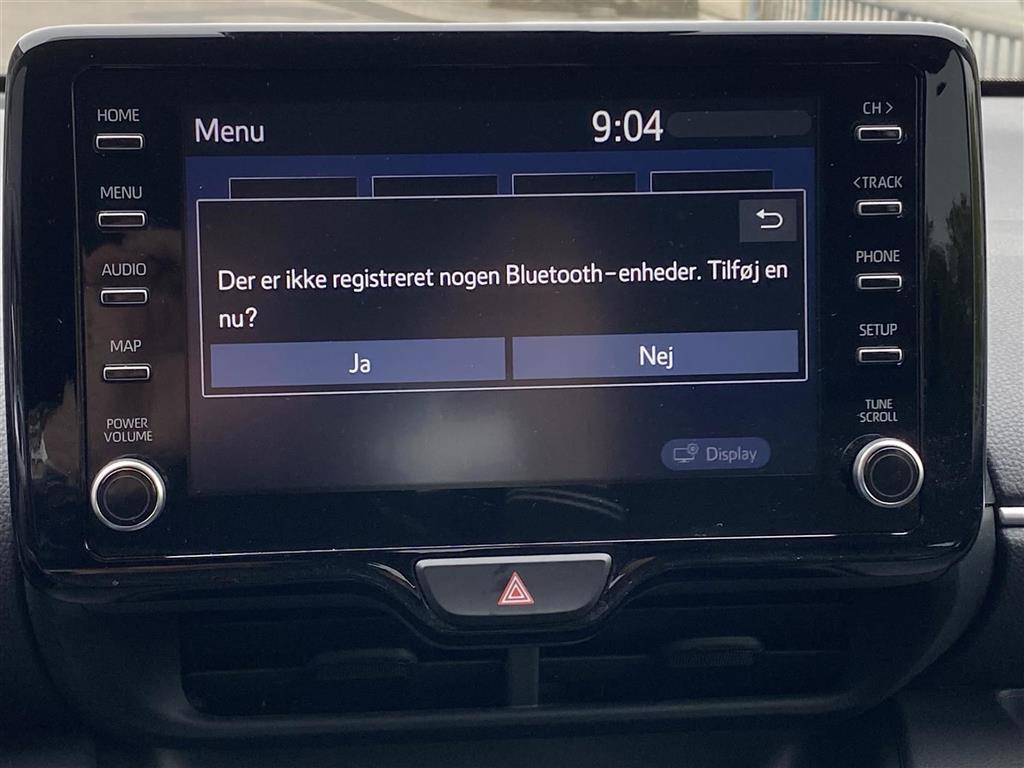 HOME
MENU
AUDIO
MAP
POWER
VOLUME
Menu
9:04
Der er ikke registreret nogen Bluetooth-enheder. Tilføj en
nu?
Ja
Nej
Display
CH >
< TRACK
PHONE
SETUP
TUNE
SCROLL